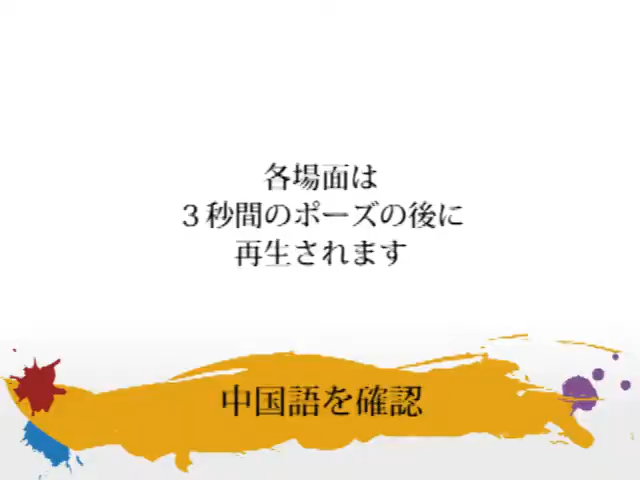 各場面は
３秒間のポーズの後に
再生されます
中国語を確認